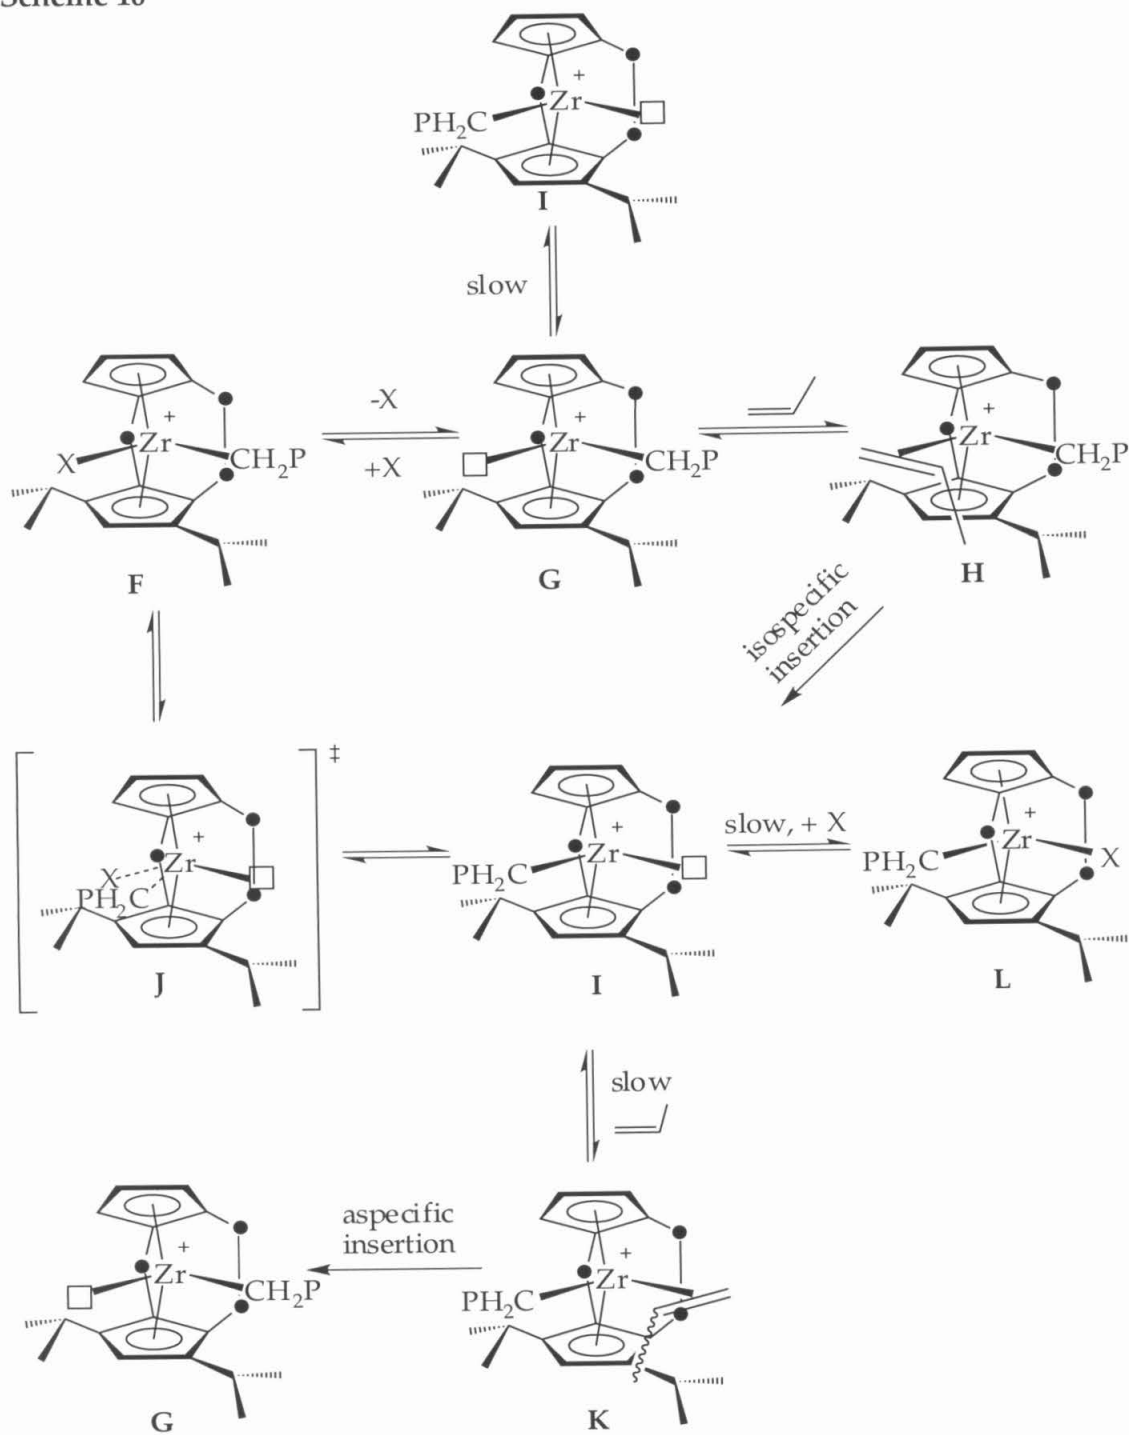 Scheme 10
+
Zr
PH₂C
I
slow
+
Zr
X
CH₂P
F
-X
+X
+
Zr
CH₂P
G
+
Zr
CH₂P
H
isospecific
insertion
‡
+
Zr
X
PH₂C
J
+
Zr
PH₂C
I
slow, + X
+
Zr
PH₂C
X
L
slow
+
Zr
CH₂P
G
aspecific
insertion
+
Zr
PH₂C
K